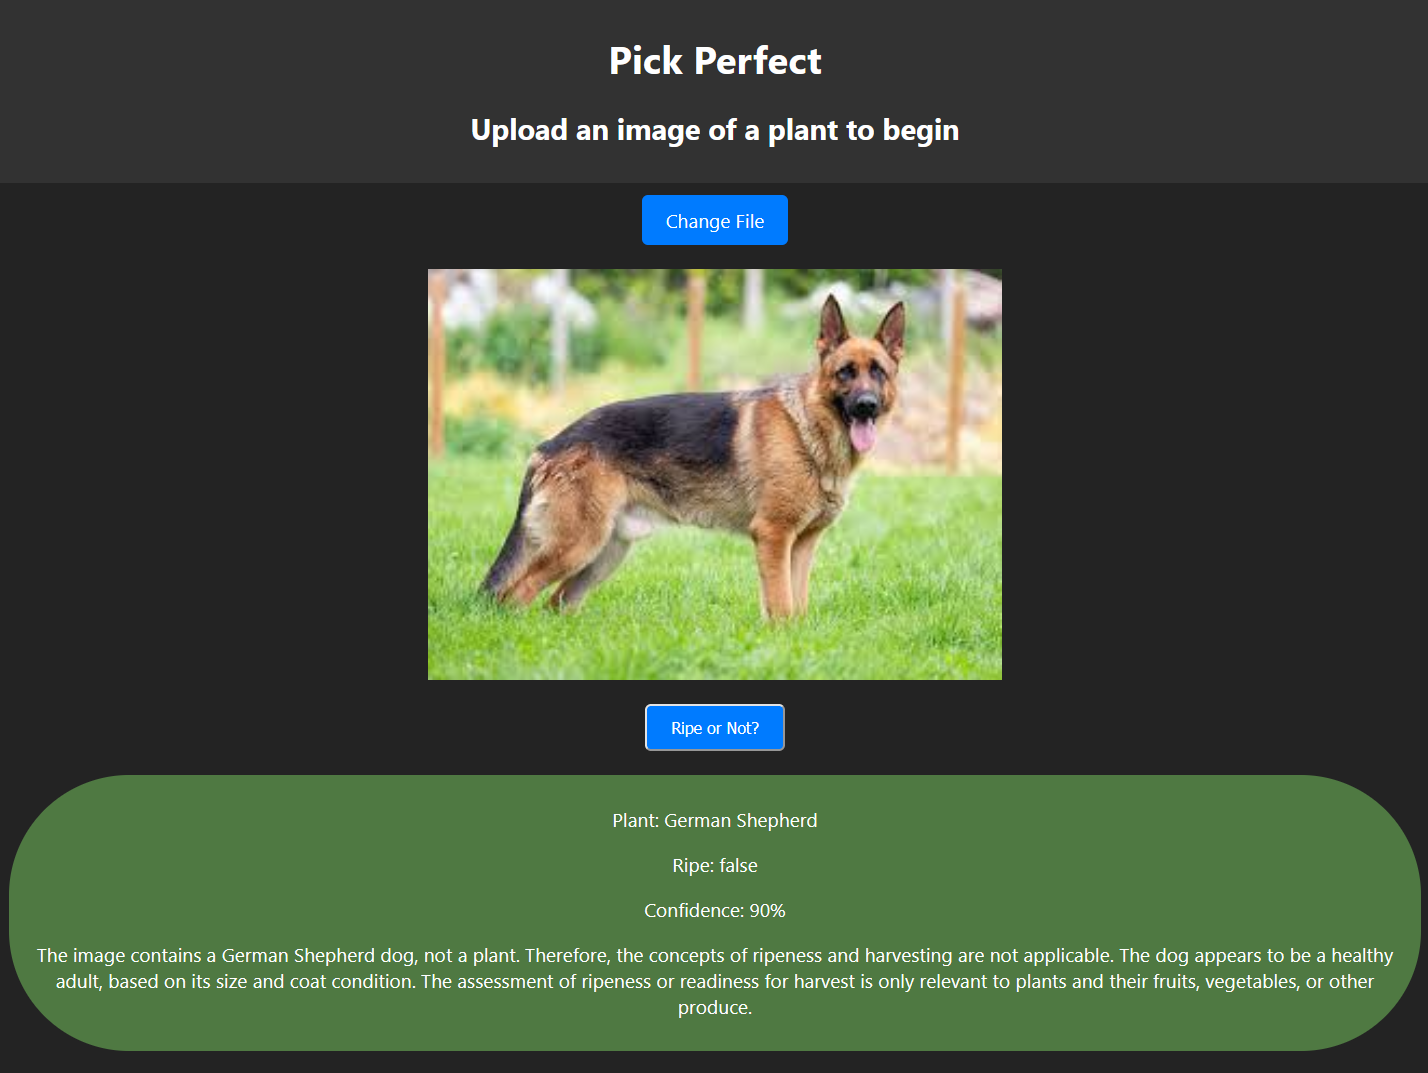 Pick Perfect
Upload an image of a plant to begin
Change File
Ripe or Not?
Plant: German Shepherd
Ripe: false
Confidence: 90%
The image contains a German Shepherd dog, not a plant. Therefore, the concepts of ripeness and harvesting are not applicable. The dog appears to be a healthy
adult, based on its size and coat condition. The assessment of ripeness or readiness for harvest is only relevant to plants and their fruits, vegetables, or other
produce.